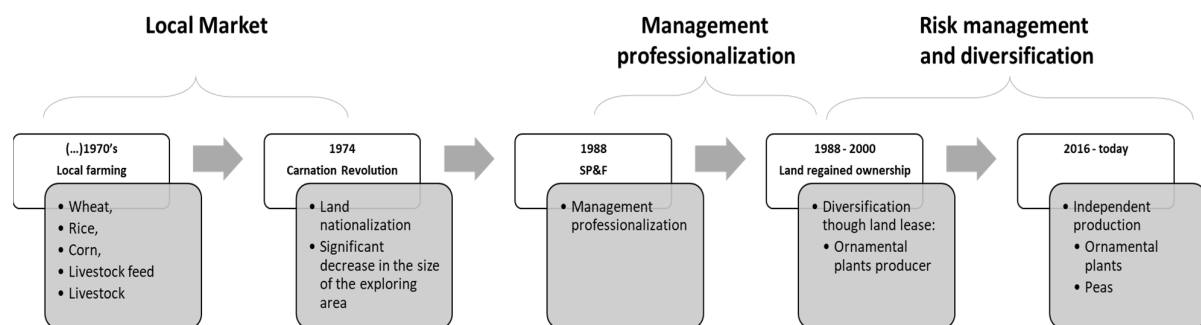 Local Market
Management
professionalization
Risk management
and diversification
(...)1970's
Local farming
• Wheat,
• Rice,
• Corn,
• Livestock feed
• Livestock
1974
Carnation Revolution
• Land
nationalization
• Significant
decrease in the size
of the exploring
area
1988
SP&F
• Management
professionalization
1988 - 2000
Land regained ownership
• Diversification
though land lease:
• Ornamental
plants producer
2016 - today
• Independent
production
• Ornamental
plants
• Peas